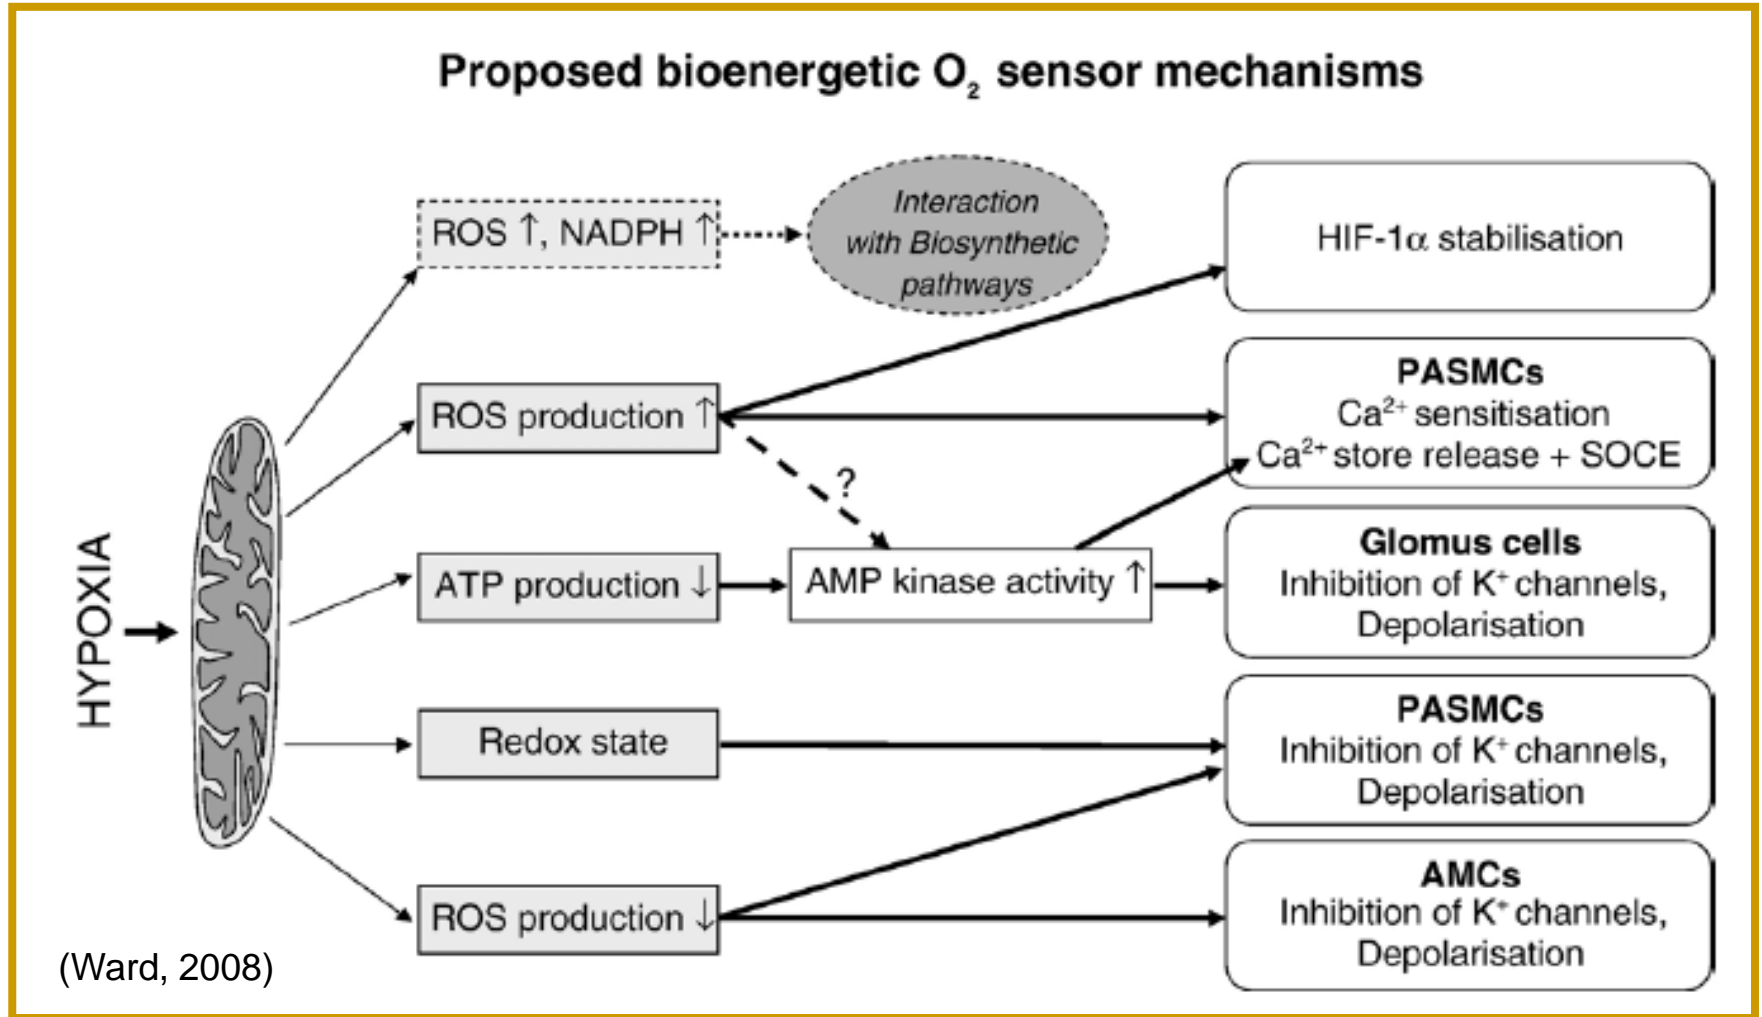 Proposed bioenergetic O₂ sensor mechanisms
ROS ↑, NADPH ↑
Interaction
with Biosynthetic
pathways
HIF-1α stabilisation
ROS production ↑
PASMCs
Ca²⁺ sensitisation
Ca²⁺ store release + SOCE
?
HYPOXIA
ATP production ↓
AMP kinase activity ↑
Glomus cells
Inhibition of K⁺ channels,
Depolarisation
Redox state
PASMCs
Inhibition of K⁺ channels,
Depolarisation
ROS production ↓
AMCs
Inhibition of K⁺ channels,
Depolarisation
(Ward, 2008)